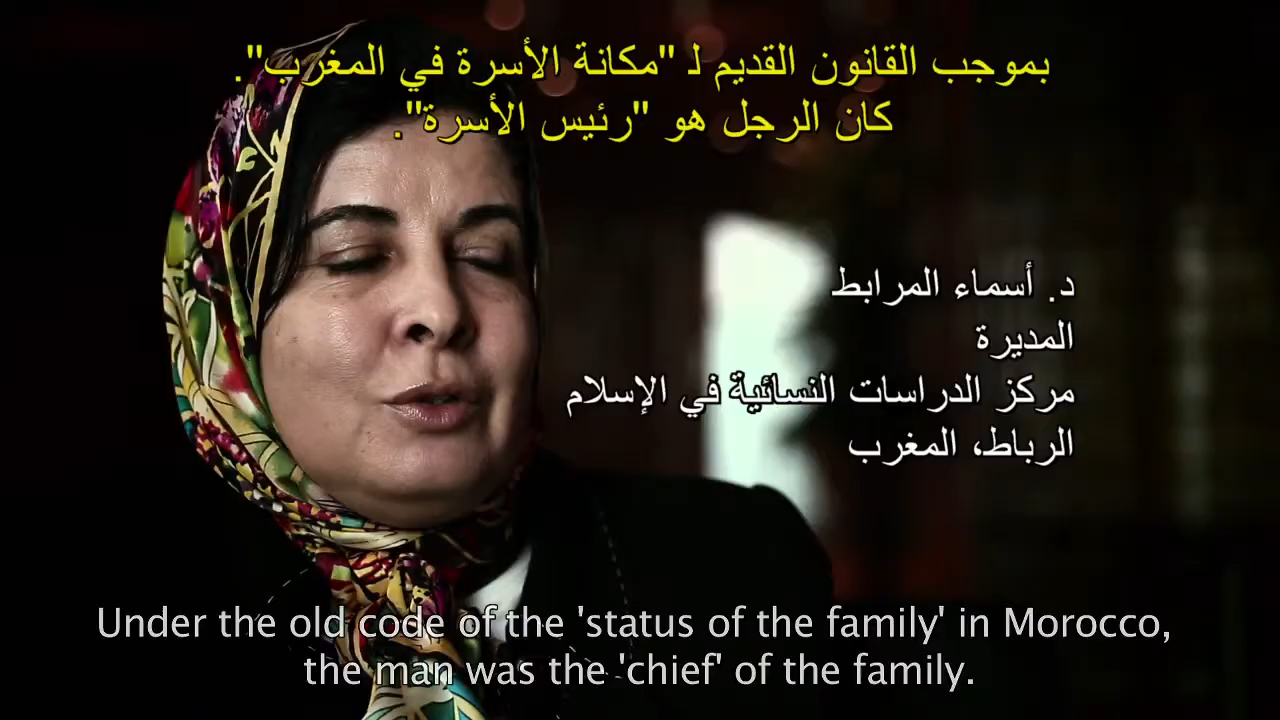 بموجب القانون القديم لـ "مكانة الأسرة في المغرب".
كان الرجل هو "رئيس الأسرة".
د. أسماء المرابط
المديرة
مركز الدراسات النسائية في الإسلام
الرباط، المغرب
Under the old code of the 'status of the family' in Morocco,
the man was the 'chief' of the family.